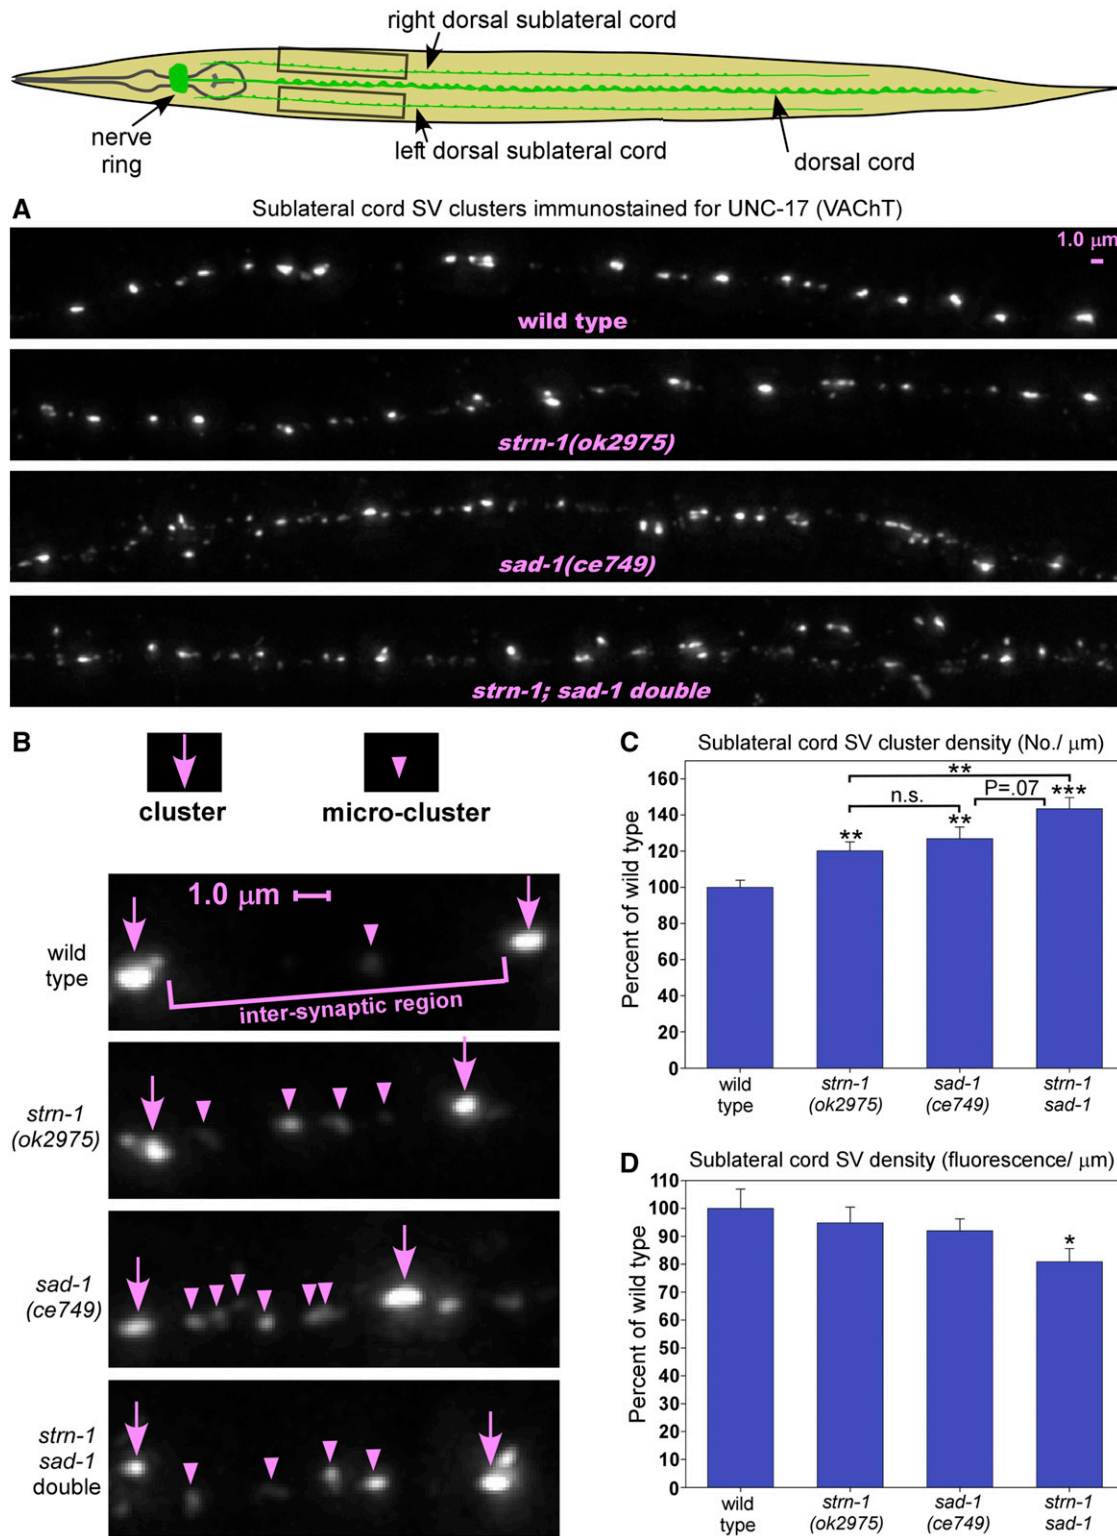 right dorsal sublateral cord
nerve
ring
left dorsal sublateral cord
dorsal cord
A
Sublateral cord SV clusters immunostained for UNC-17 (VAChT)
1.0 μm
wild type
strn-1(ok2975)
sad-1(ce749)
strn-1; sad-1 double
B
cluster
micro-cluster
1.0 μm
wild
type
inter-synaptic region
strn-1
(ok2975)
sad-1
(ce749)
strn-1
sad-1
double
C
Sublateral cord SV cluster density (No./ μm)
Percent of wild type
160
140
120
100
80
60
40
20
0
**
n.s.
P=.07
**
**
***
wild
type
strn-1
(ok2975)
sad-1
(ce749)
strn-1
sad-1
D
Sublateral cord SV density (fluorescence/ μm)
Percent of wild type
110
100
90
80
70
60
50
40
30
20
10
0
*
wild
type
strn-1
(ok2975)
sad-1
(ce749)
strn-1
sad-1